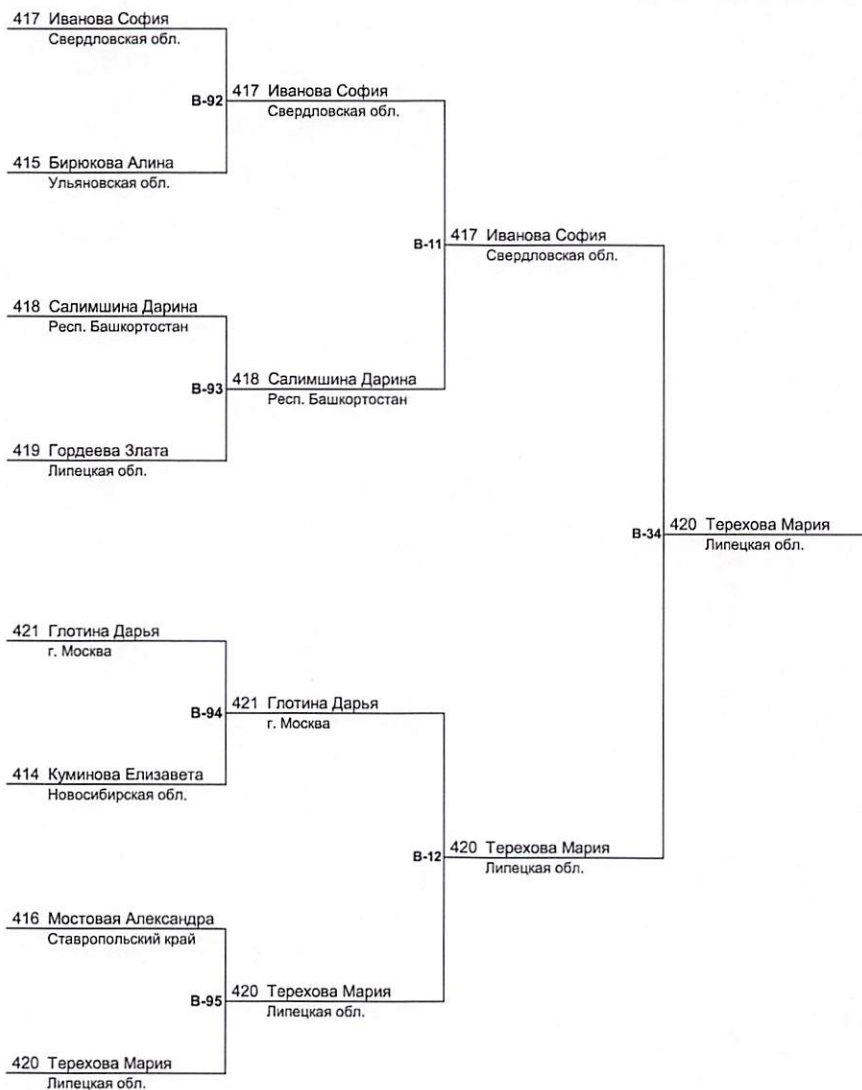 417 Иванова София
Свердловская обл.
B-92
417 Иванова София
Свердловская обл.
415 Бирюкова Алина
Ульяновская обл.
B-11
417 Иванова София
Свердловская обл.
418 Салимшина Дарина
Респ. Башкортостан
B-93
418 Салимшина Дарина
Респ. Башкортостан
419 Гордеева Злата
Липецкая обл.
B-34
420 Терехова Мария
Липецкая обл.
421 Глотина Дарья
г. Москва
B-94
421 Глотина Дарья
г. Москва
414 Куминова Елизавета
Новосибирская обл.
B-12
420 Терехова Мария
Липецкая обл.
416 Мостовая Александра
Ставропольский край
B-95
420 Терехова Мария
Липецкая обл.
420 Терехова Мария
Липецкая обл.